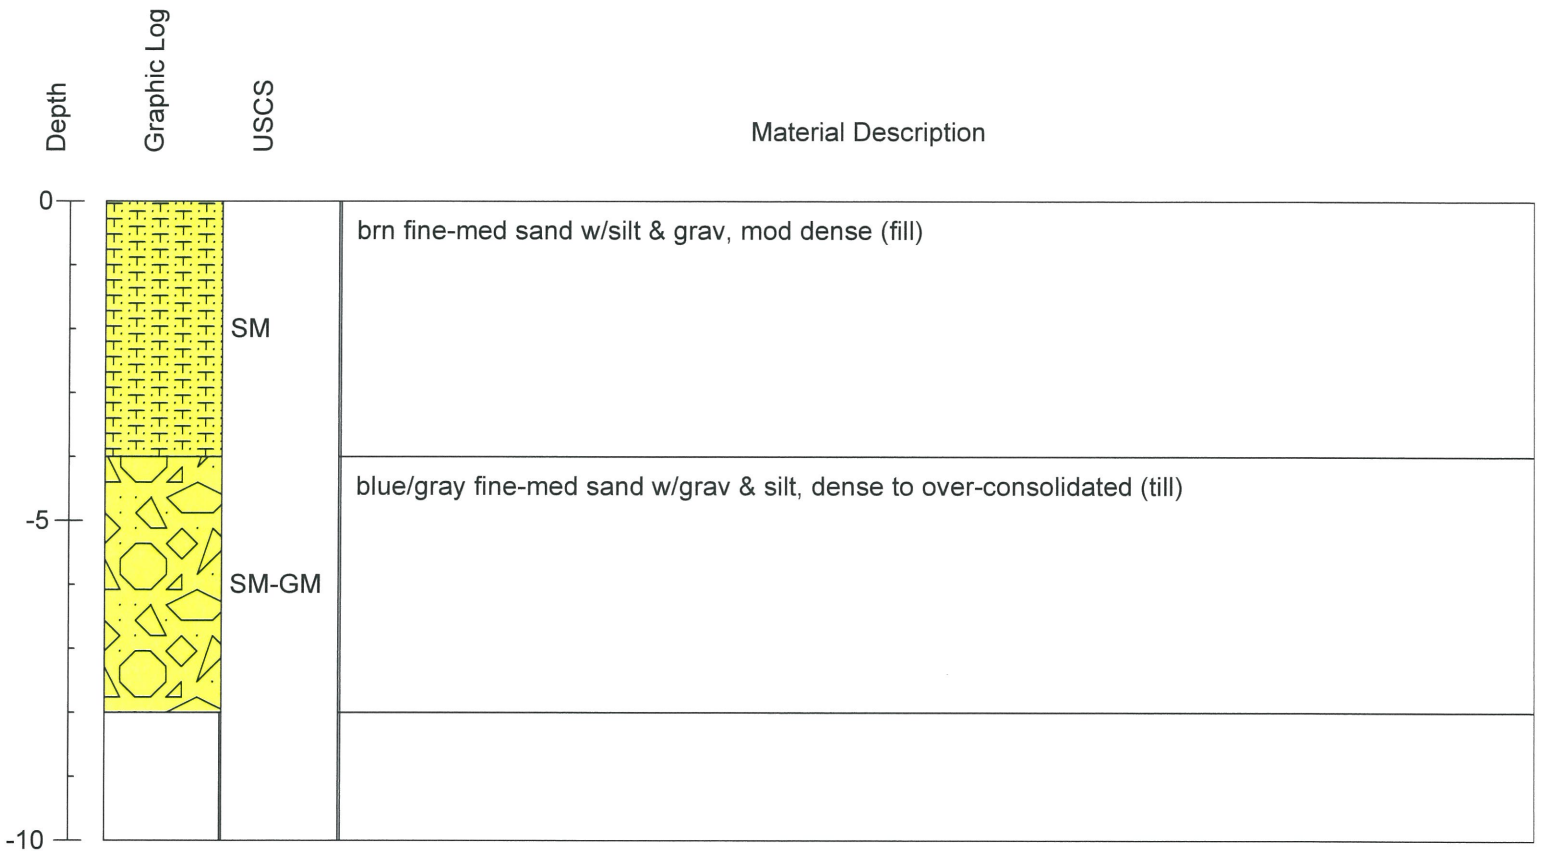 Depth
Graphic Log
USCS
Material Description
0
brn fine-med sand w/silt & grav, mod dense (fill)
SM
blue/gray fine-med sand w/grav & silt, dense to over-consolidated (till)
-5
SM-GM
-10